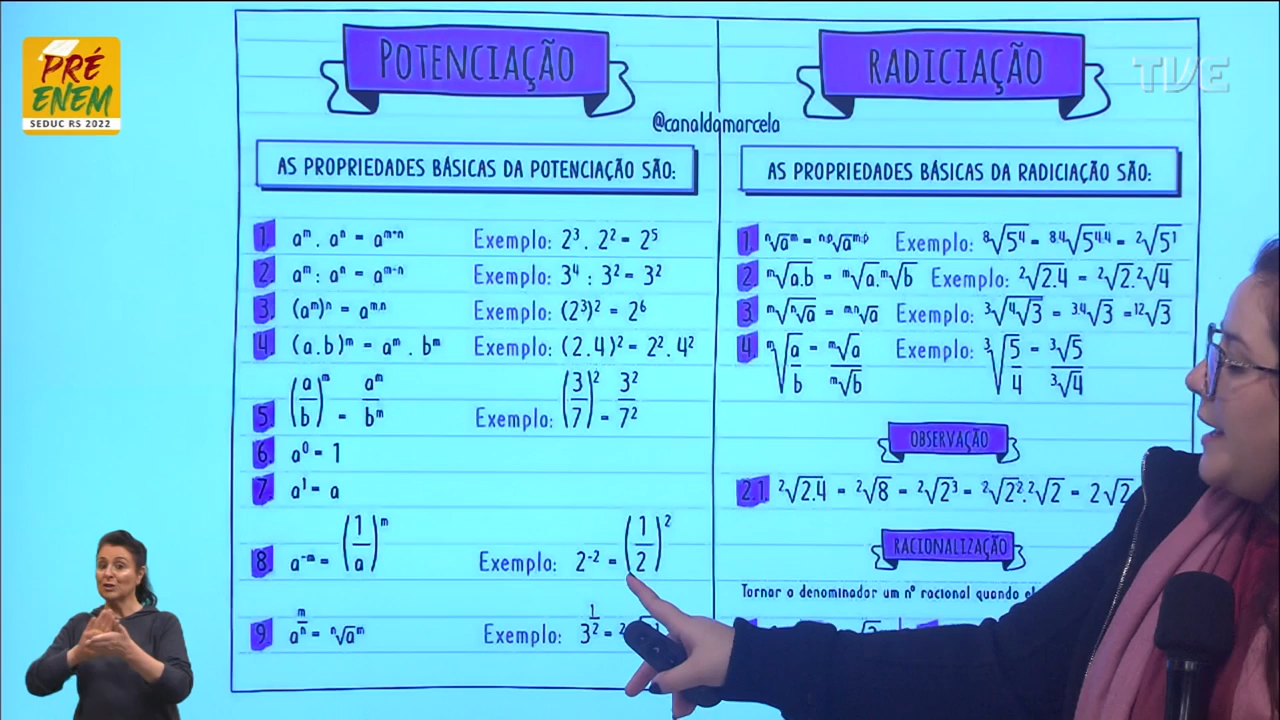 PRÉ
ENEM
SEDUC RS 2022
TVE
POTENCIAÇÃO
@canaldamarcela
AS PROPRIEDADES BÁSICAS DA POTENCIAÇÃO SÃO:
1. aᵐ . aⁿ = aᵐ⁺ⁿ Exemplo: 2³ . 2² = 2⁵
2 aᵐ : aⁿ = aᵐ⁻ⁿ Exemplo: 3⁴ : 3² = 3²
3. (aᵐ)ⁿ = aᵐ·ⁿ Exemplo: (2³)² = 2⁶
4. (a.b)ᵐ = aᵐ . bᵐ Exemplo: (2.4)² = 2².4²
5. (a/b)ᵐ = aᵐ/bᵐ Exemplo: (3/7)² = 3²/7²
6. a⁰ = 1
7. a¹ = a
8 a⁻ᵐ = (1/a)ᵐ Exemplo: 2⁻² = (1/2)²
9. a^(m/n) = ⁿ√aᵐ Exemplo: 3^(1/2) = ²√
RADICIAÇÃO
AS PROPRIEDADES BÁSICAS DA RADICIAÇÃO SÃO:
1. ⁿ√aᵐ = ⁿ·ᵖ√aᵐ·ᵖ Exemplo: ⁸√5⁴ = ⁸·⁴√5⁴·⁴ = ²√5¹
2. ᵐ√a.b = ᵐ√a.ᵐ√b Exemplo: ²√2.4 = ²√2.²√4
3. ᵐ√ⁿ√a = ᵐ·ⁿ√a Exemplo: ³√⁴√3 = ³·⁴√3 = ¹²√3
4. ᵐ√(a/b) = ᵐ√a/ᵐ√b Exemplo: ³√(5/4) = ³√5/³√4
OBSERVAÇÃO
2.1. ²√2.4 = ²√8 = ²√2³ = ²√2².²√2 = 2√2
RACIONALIZAÇÃO
Tornar o denominador um nº racional quando